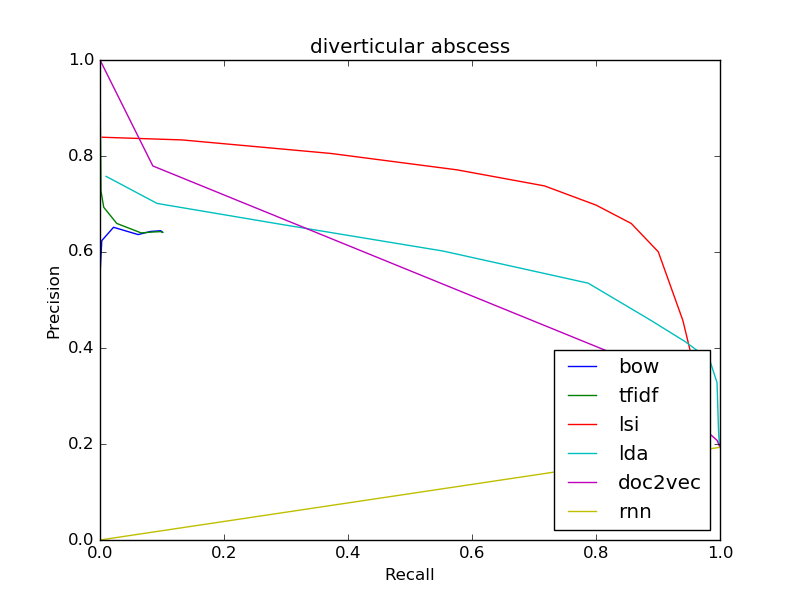 diverticular abscess
1.0
0.8
0.6
0.4
0.2
0.0
Precision
0.0 0.2 0.4 0.6 0.8 1.0
Recall
bow
tfidf
lsi
lda
doc2vec
rnn